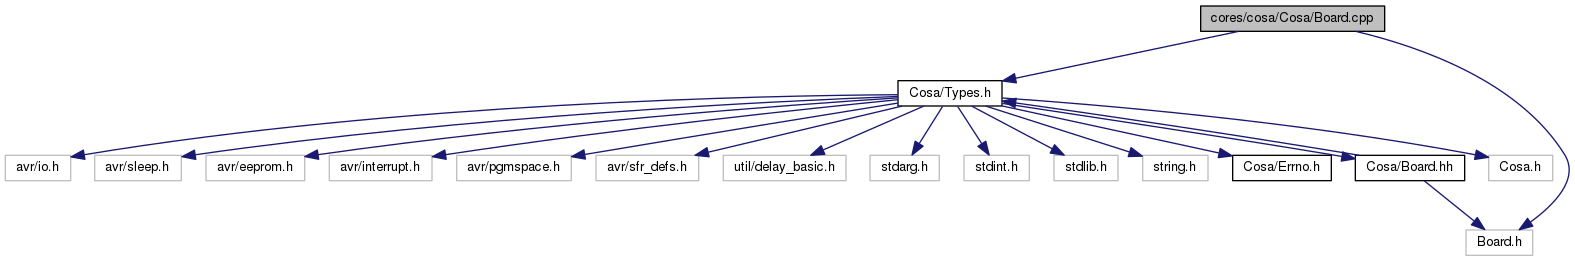 cores/cosa/Cosa/Board.cpp
Cosa/Types.h
avr/io.h
avr/sleep.h
avr/eeprom.h
avr/interrupt.h
avr/pgmspace.h
avr/sfr_defs.h
util/delay_basic.h
stdarg.h
stdint.h
stdlib.h
string.h
Cosa/Errno.h
Cosa/Board.hh
Cosa.h
Board.h